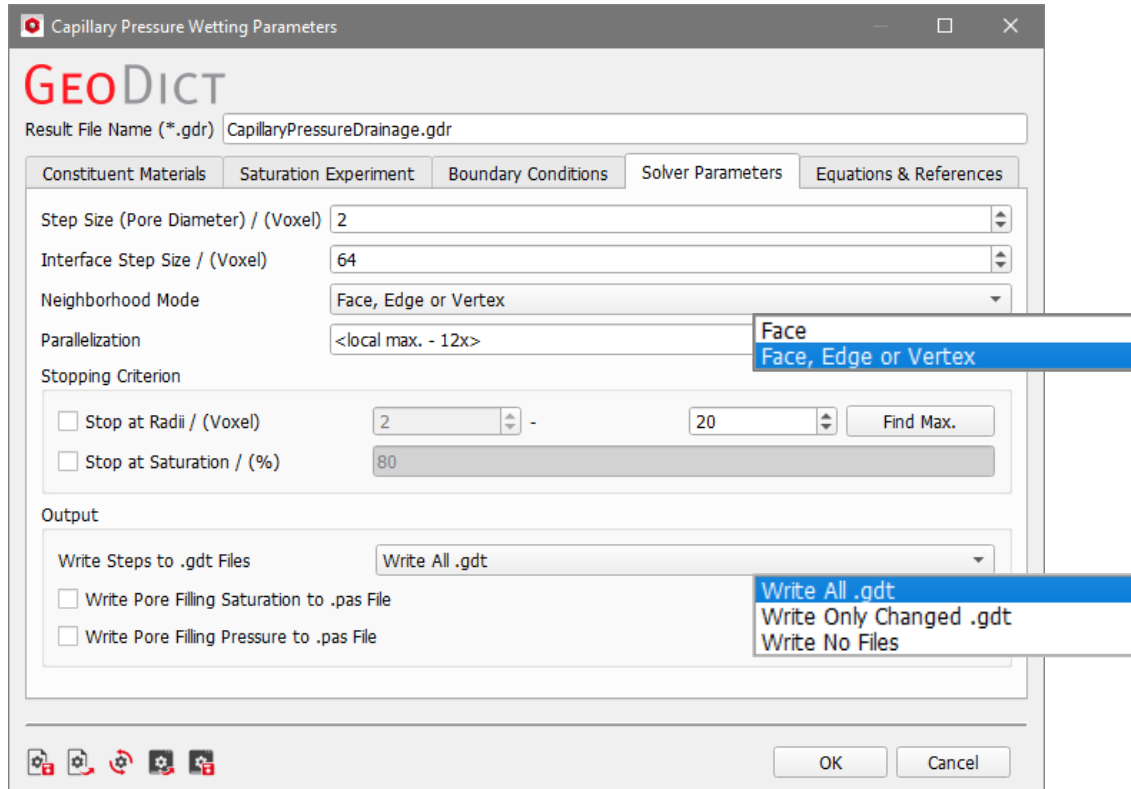 Capillary Pressure Wetting Parameters
GEODICT
Result File Name (*.gdr) CapillaryPressureDrainage.gdr
Constituent Materials Saturation Experiment Boundary Conditions Solver Parameters Equations & References
Step Size (Pore Diameter) / (Voxel) 2
Interface Step Size / (Voxel) 64
Neighborhood Mode Face, Edge or Vertex
Parallelization <local max. - 12x>
Face
Face, Edge or Vertex
Stopping Criterion
Stop at Radii / (Voxel) 2 - 20 Find Max.
Stop at Saturation / (%) 80
Output
Write Steps to .gdt Files Write All .gdt
Write All .gdt
Write Only Changed .gdt
Write No Files
Write Pore Filling Saturation to .pas File
Write Pore Filling Pressure to .pas File
OK Cancel